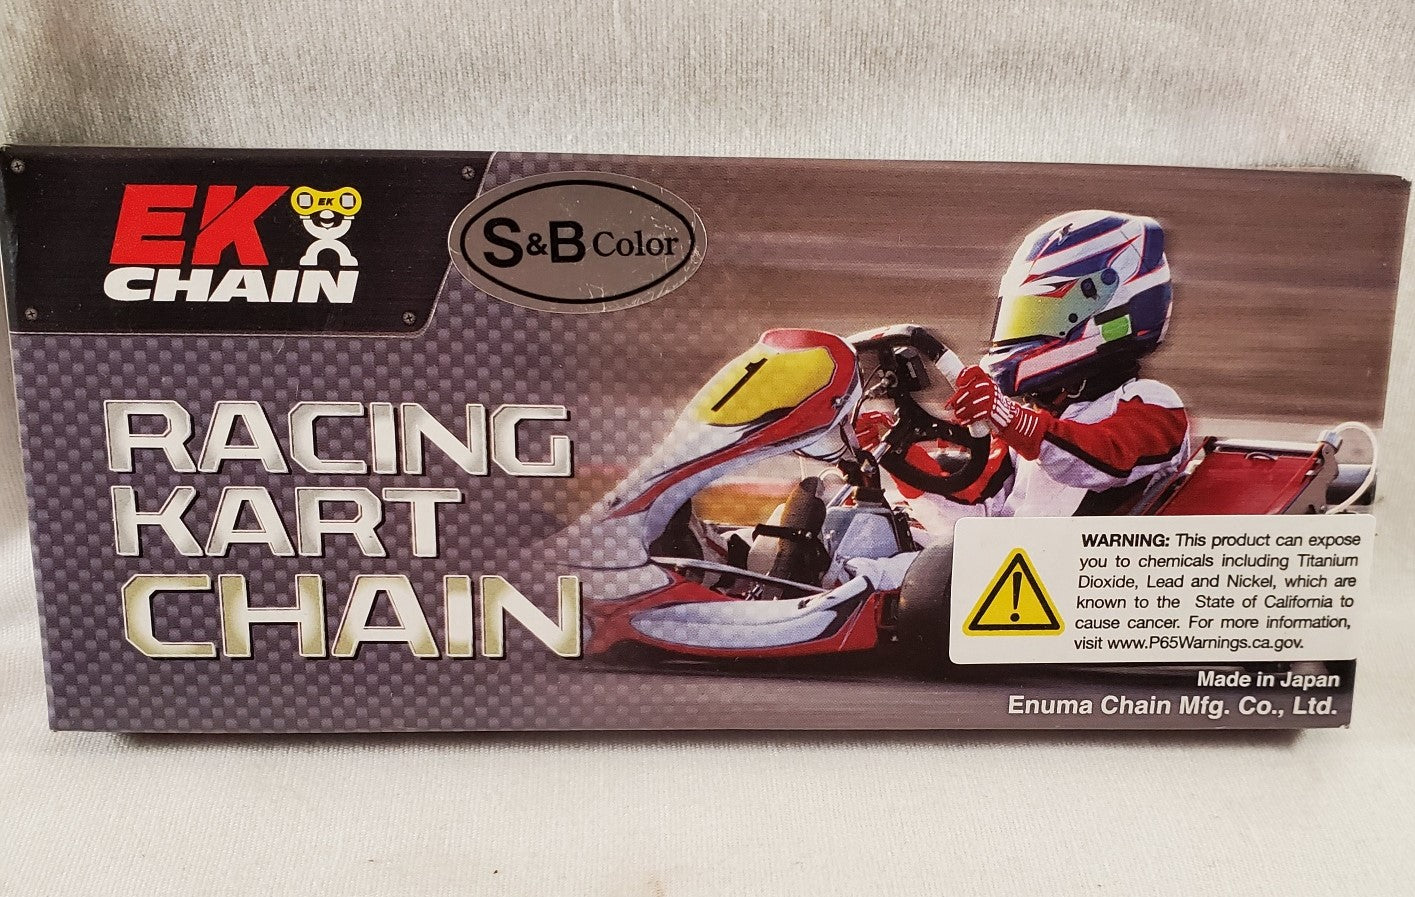 EK
EK
CHAIN
S&B Color
RACING
KART
CHAIN
1
WARNING: This product can expose
you to chemicals including Titanium
Dioxide, Lead and Nickel, which are
known to the State of California to
cause cancer. For more information,
visit www.P65Warnings.ca.gov.
Made in Japan
Enuma Chain Mfg. Co., Ltd.